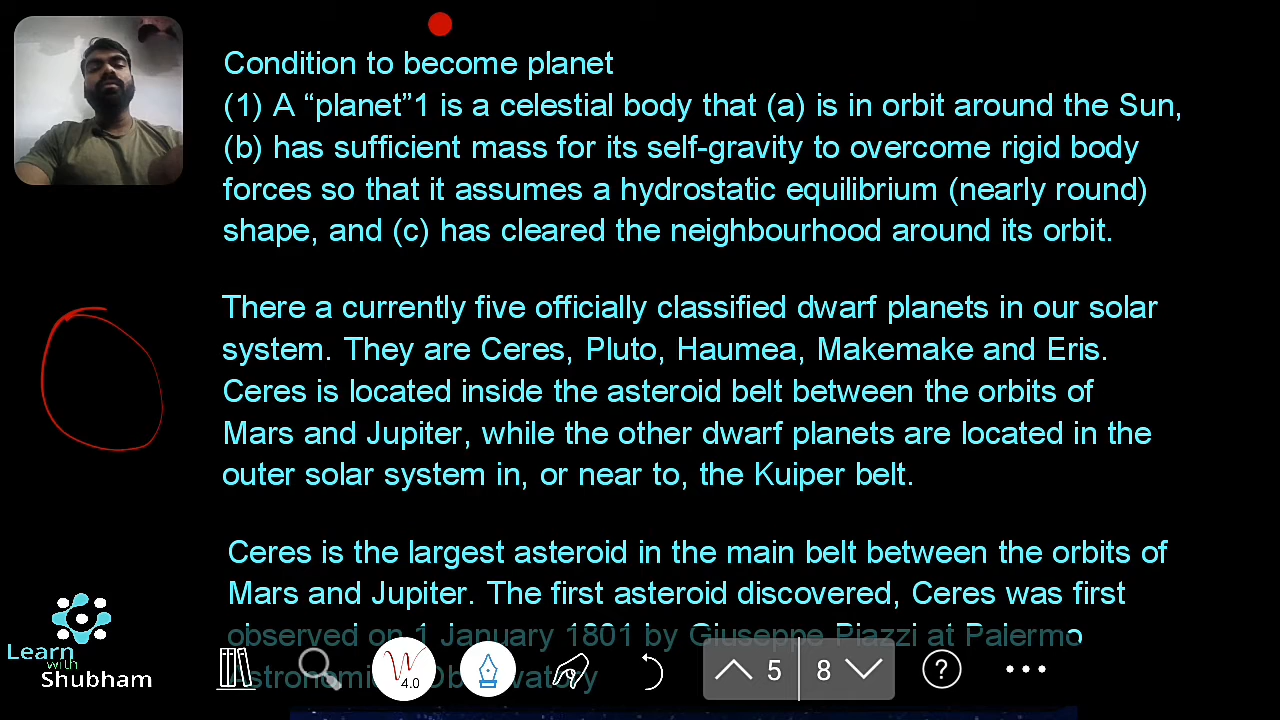 Condition to become planet
(1) A “planet”1 is a celestial body that (a) is in orbit around the Sun,
(b) has sufficient mass for its self-gravity to overcome rigid body
forces so that it assumes a hydrostatic equilibrium (nearly round)
shape, and (c) has cleared the neighbourhood around its orbit.
There a currently five officially classified dwarf planets in our solar
system. They are Ceres, Pluto, Haumea, Makemake and Eris.
Ceres is located inside the asteroid belt between the orbits of
Mars and Jupiter, while the other dwarf planets are located in the
outer solar system in, or near to, the Kuiper belt.
Ceres is the largest asteroid in the main belt between the orbits of
Mars and Jupiter. The first asteroid discovered, Ceres was first
observed on 1 January 1801 by Giuseppe Piazzi at Palermo
Learn
with
Shubham
4.0
5 8
?